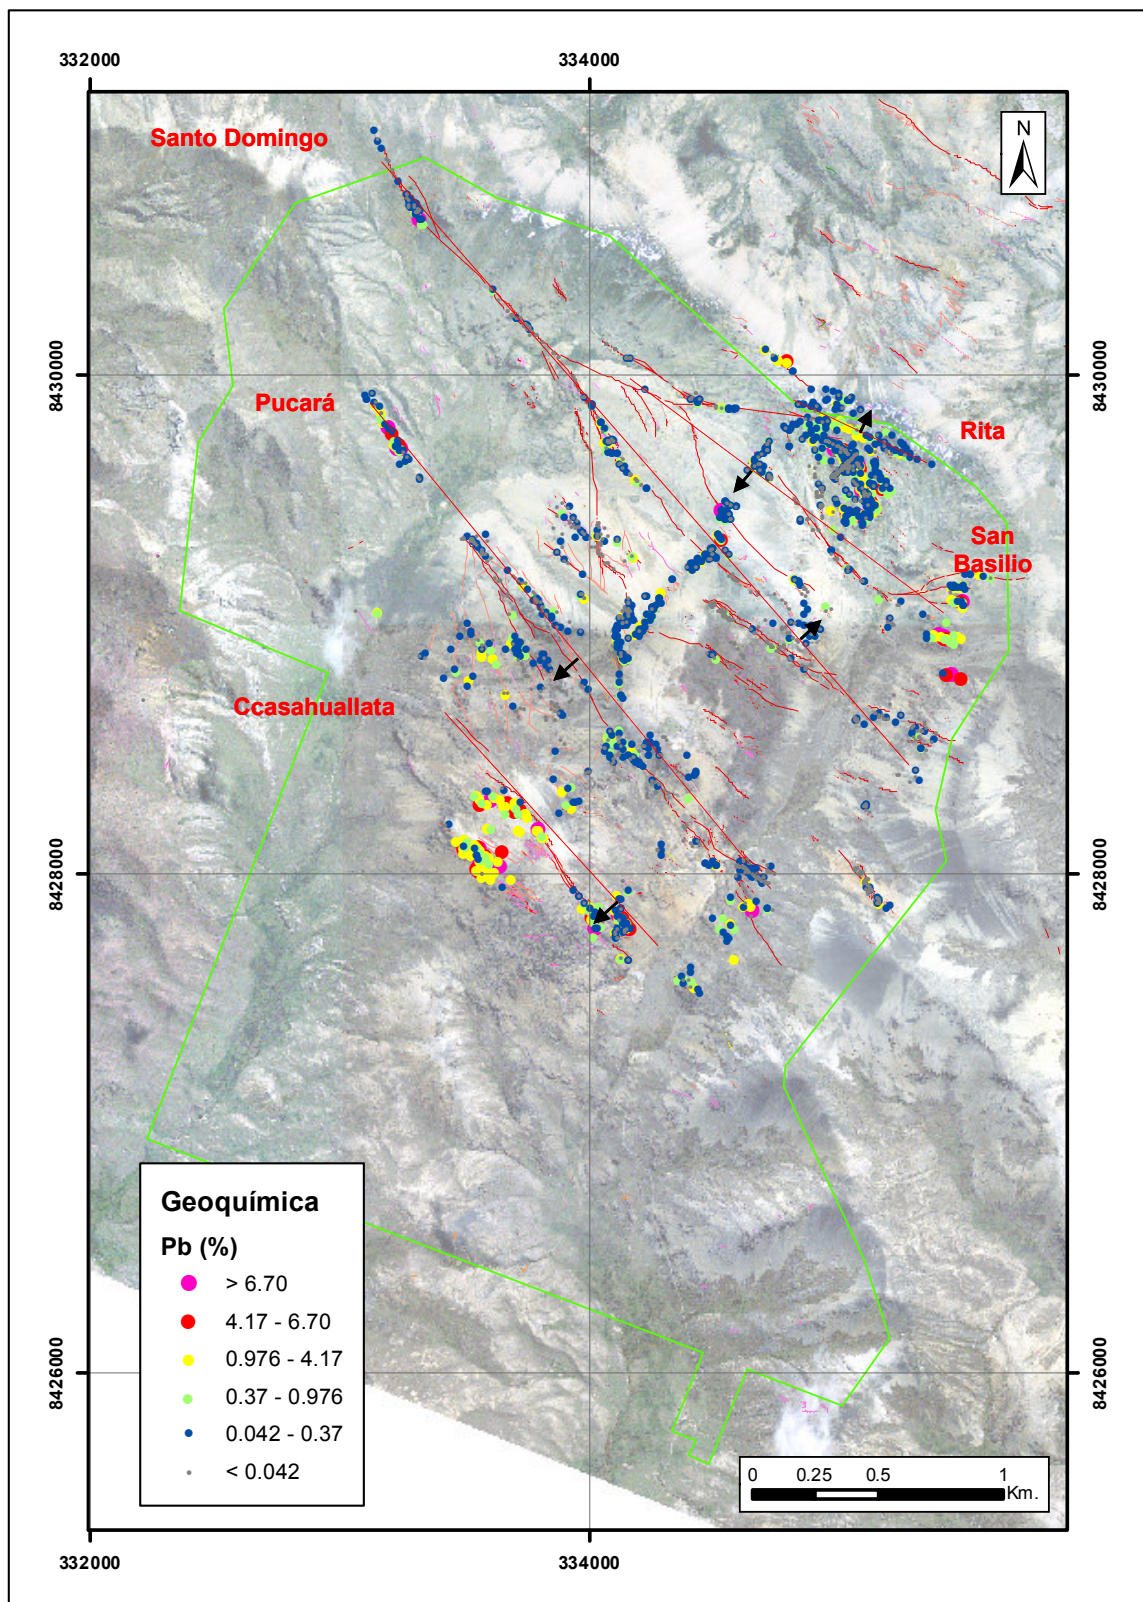 332000
334000
Santo Domingo
N
8430000
8430000
Pucará
Rita
San
Basilio
Ccasahuallata
8428000
8428000
Geoquímica
Pb (%)
> 6.70
4.17 - 6.70
0.976 - 4.17
0.37 - 0.976
0.042 - 0.37
< 0.042
8426000
0 0.25 0.5 1
Km.
332000
334000